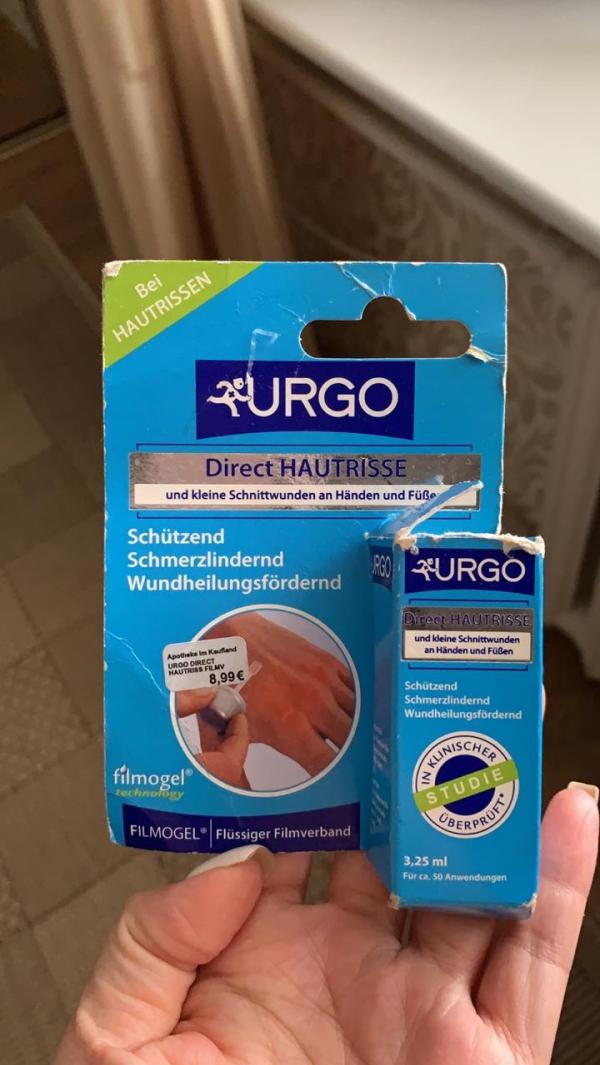 Bei
HAUTRISSEN
URGO
Direct HAUTRISSE
und kleine Schnittwunden an Händen und Füße
Schützend
Schmerzlindernd
Wundheilungsfördernd
Apotheke im Kaufland
URGO DIRECT
HAUTRISS FILMV
8,99€
filmogel®
technology
FILMOGEL® Flüssiger Filmverband
URGO
URGO
Direct HAUTRISSE
und kleine Schnittwunden
an Händen und Füßen
Schützend
Schmerzlindernd
Wundheilungsfördernd
IN KLINISCHER
STUDIE
ÜBERPRÜFT*
3,25 ml
Für ca. 50 Anwendungen